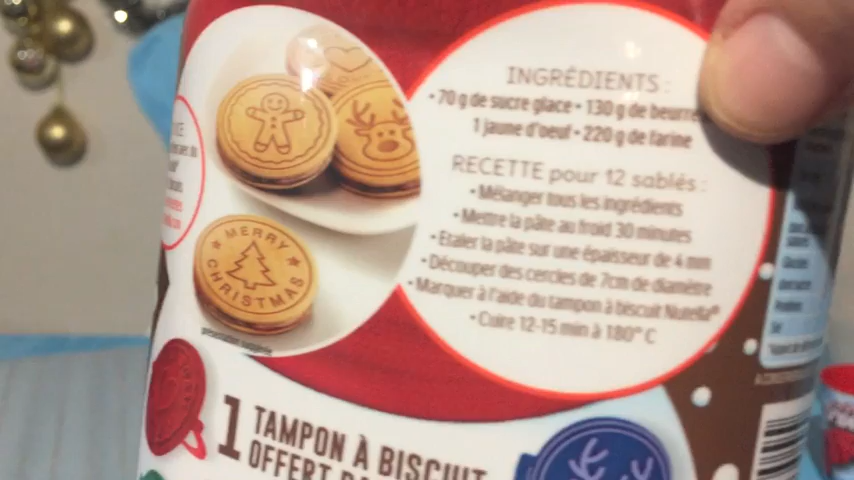 INGRÉDIENTS :
• 70 g de sucre glace • 130 g de beurre
1 jaune d'oeuf • 220 g de farine
RECETTE pour 12 sablés :
• Mélanger tous les ingrédients
• Mettre la pâte au froid 30 minutes
• Etaler la pâte sur une épaisseur de 4 mm
• Découper des cercles de 7cm de diamètre
• Marquer à l'aide du tampon à biscuit Nutella®
• Cuire 12-15 min à 180° C
MERRY
CHRISTMAS
1 TAMPON À BISCUIT
OFFERT